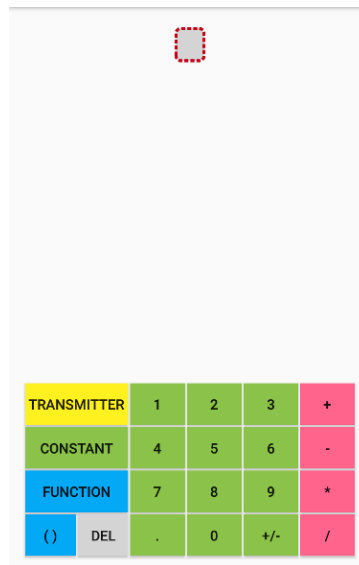 TRANSMITTER 1 2 3 +
CONSTANT 4 5 6 -
FUNCTION 7 8 9 *
( ) DEL . 0 +/- /